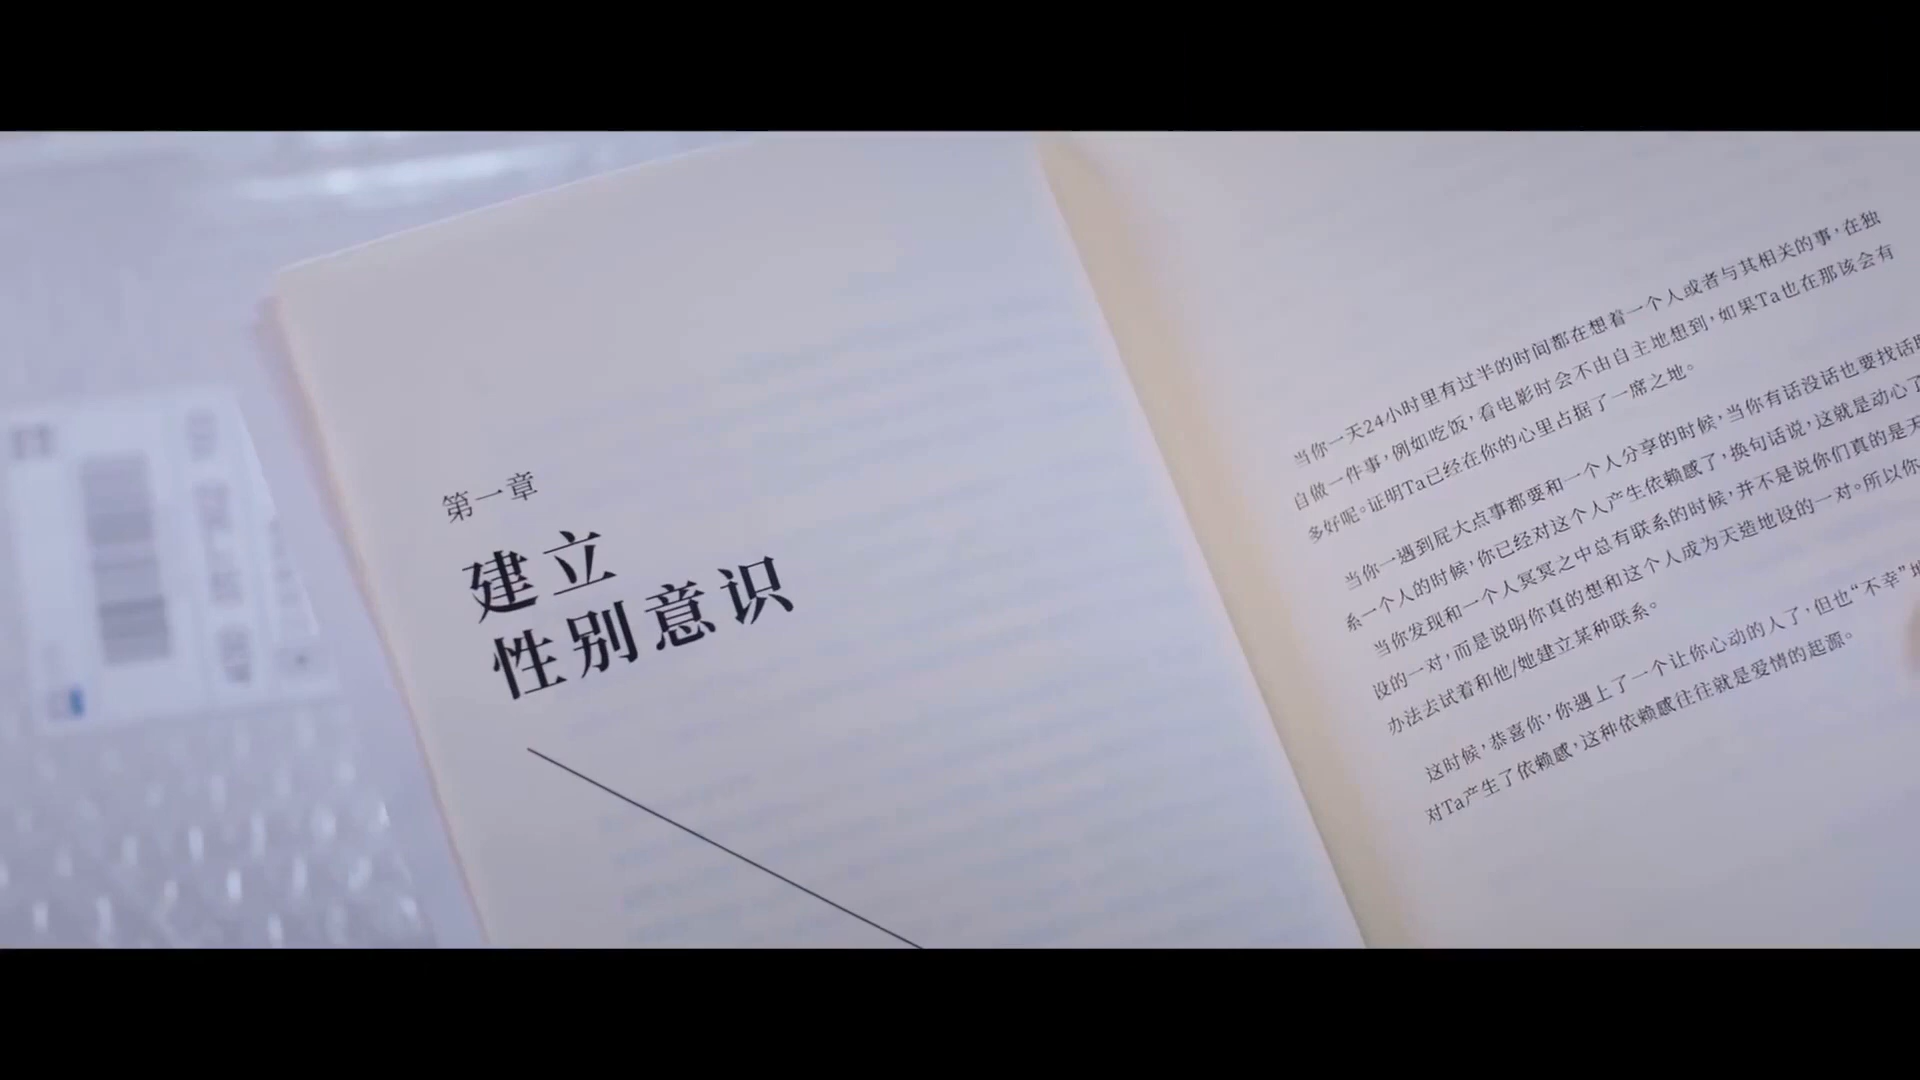 第一章
建立
性别意识
当你一天24小时里有过半的时间都在想着一个人或者与其相关的事，在独
自做一件事，例如吃饭，看电影时会不由自主地想到，如果Ta也在那该会有
多好呢。证明Ta已经在你的心里占据了一席之地。
当你一遇到屁大点事都要和一个人分享的时候，当你有话没话也要找话
系一个人的时候，你已经对这个人产生依赖感了，换句话说，这就是动心了
当你发现和一个人冥冥之中总有联系的时候，并不是说你们真的是天
设的一对，而是说明你真的想和这个人成为天造地设的一对。所以你
办法去试着和他/她建立某种联系。
这时候，恭喜你，你遇上了一个让你心动的人了，但也“不幸”地
对Ta产生了依赖感，这种依赖感往往就是爱情的起源。